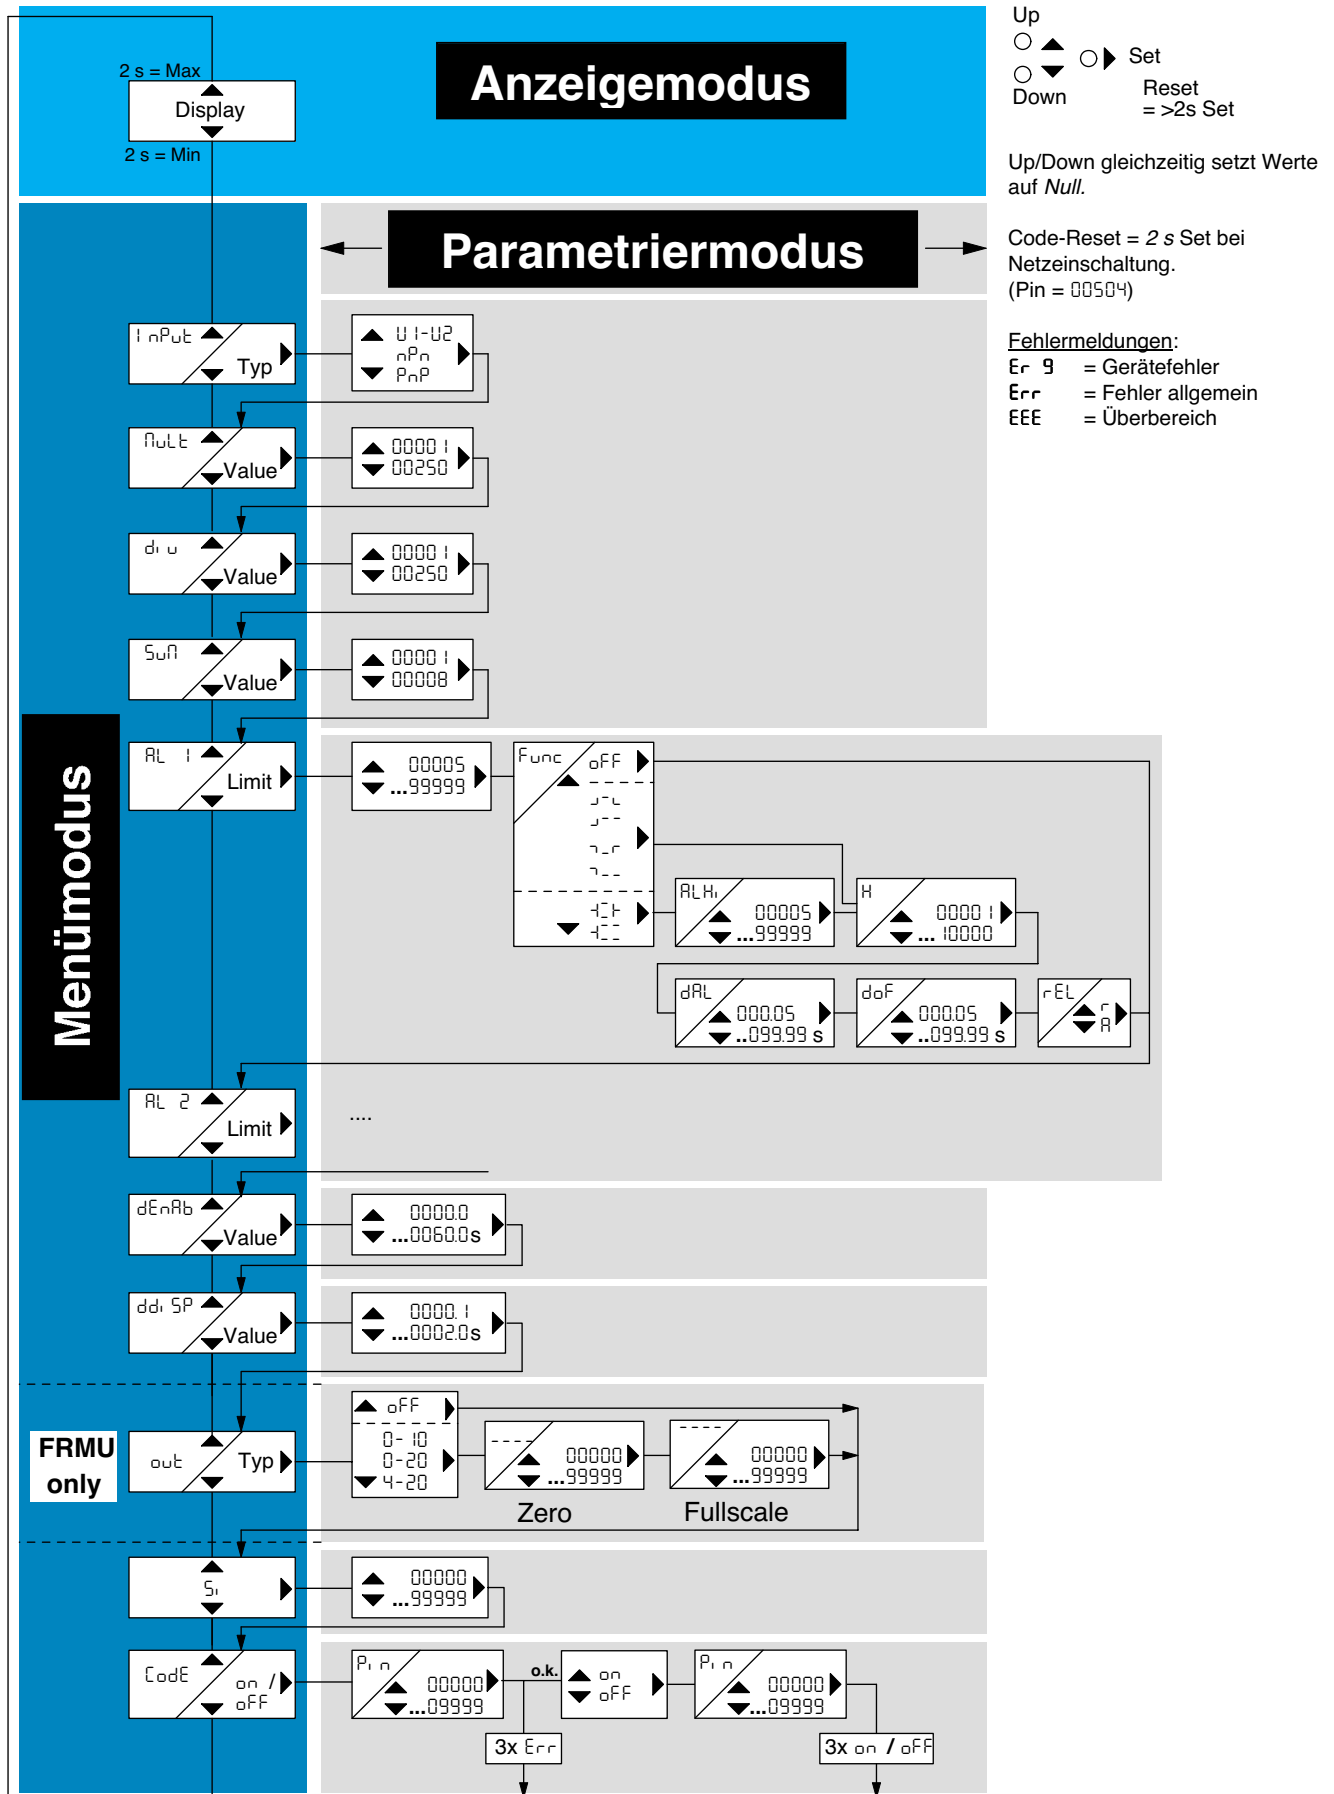 Anzeigemodus
2 s = Max
Display
2 s = Min
Up
Set
Down
Reset
= >2s Set
Up/Down gleichzeitig setzt Werte
auf Null.
Code-Reset = 2 s Set bei
Netzeinschaltung.
(Pin = 00504)
Fehlermeldungen:
Er 9 = Gerätefehler
Err = Fehler allgemein
EEE = Überbereich
Parametriermodus
Menümodus
InPut
Typ
U1-U2
nPn
PnP
MuLt
Value
00001
00250
div
Value
00001
00250
SuM
Value
00001
00008
AL 1
Limit
00005
...99999
Func
oFF
ALHi
00005
...99999
H
00001
...10000
dAL
000.05
..099.99 s
doF
000.05
..099.99 s
rEL
r
A
AL 2
Limit
....
dEnAb
Value
0000.0
...0060.0s
ddiSP
Value
0000.1
...0002.0s
FRMU
only
out
Typ
oFF
0-10
0-20
4-20
----
00000
...99999
Zero
----
00000
...99999
Fullscale
Si
00000
...99999
CodE
on /
oFF
Pin
00000
...09999
o.k.
on
oFF
Pin
00000
...09999
3x Err
3x on / oFF